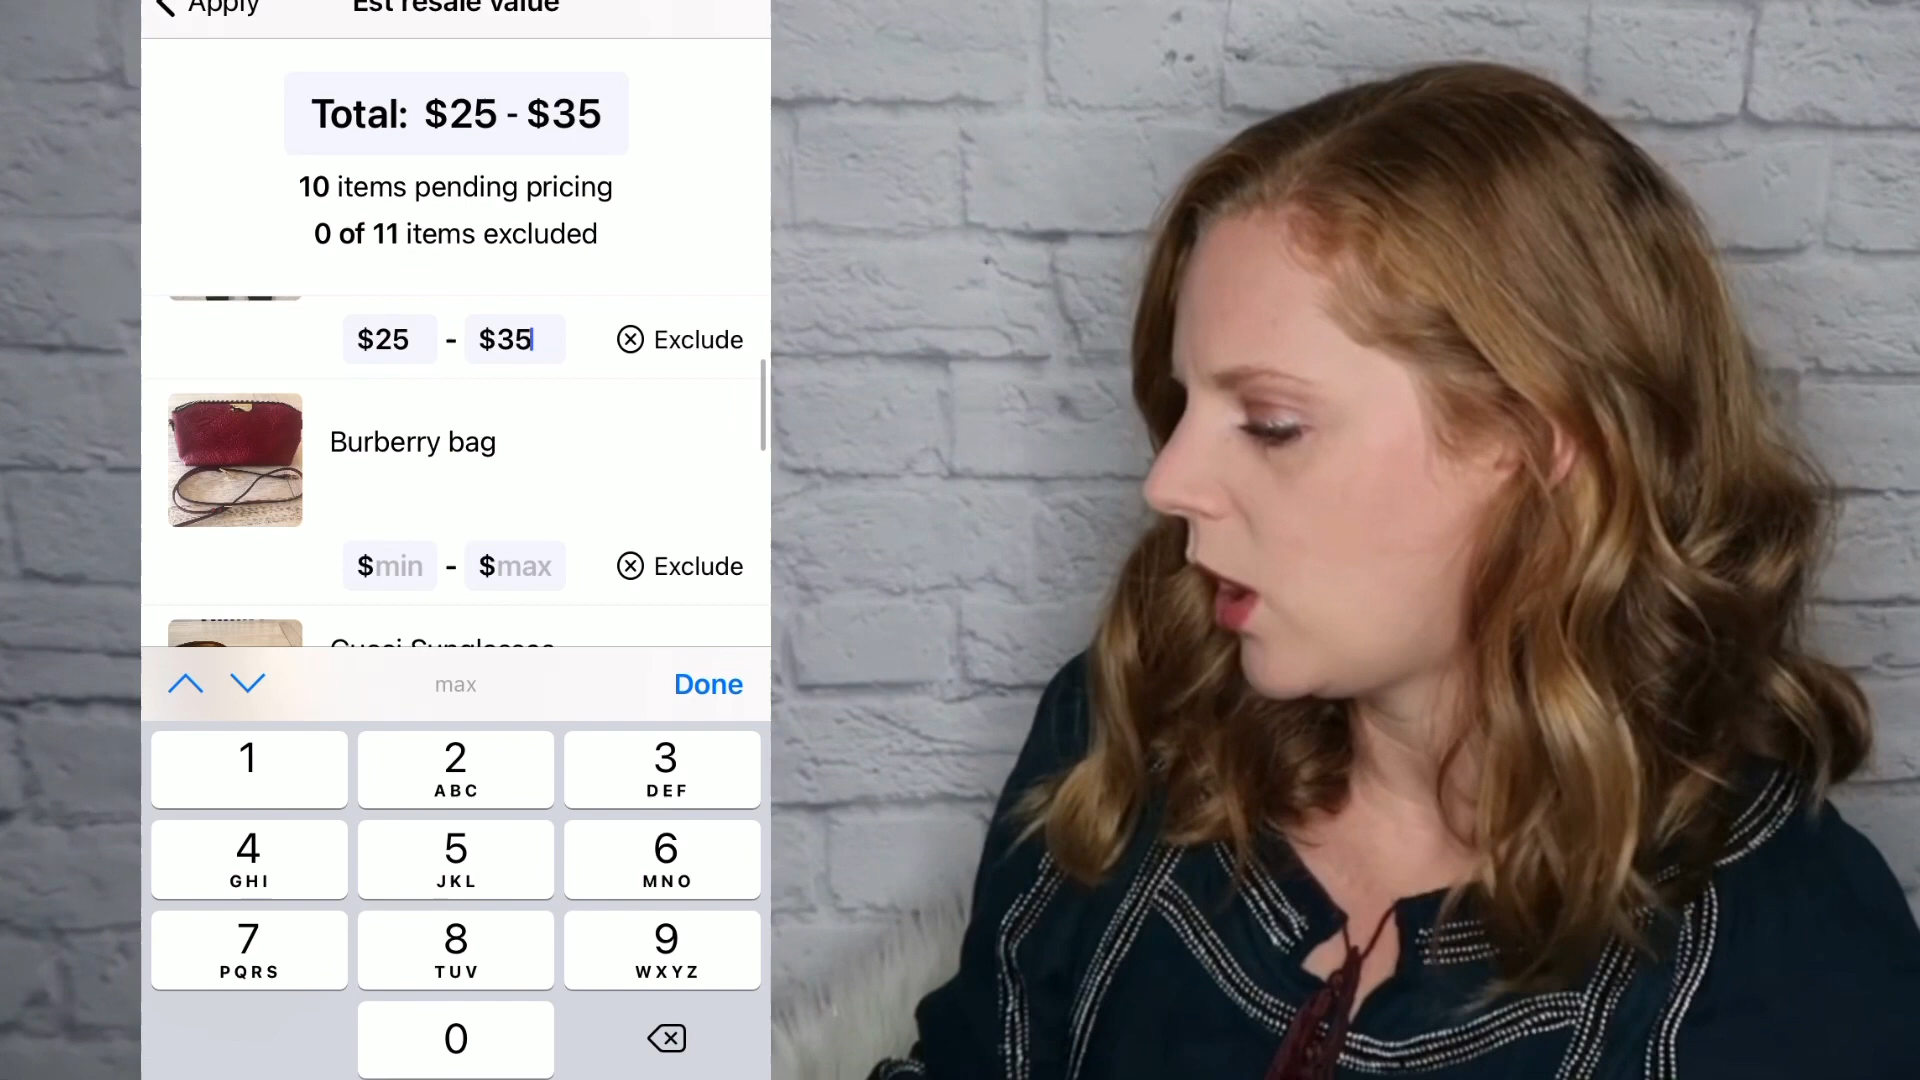 Apply Est resale value
Total: $25 - $35
10 items pending pricing
0 of 11 items excluded
$25 - $35 Exclude
Burberry bag
$min - $max Exclude
Gucci Sunglasses
max Done
1 2 3
ABC DEF
4 5 6
GHI JKL MNO
7 8 9
PQRS TUV WXYZ
0